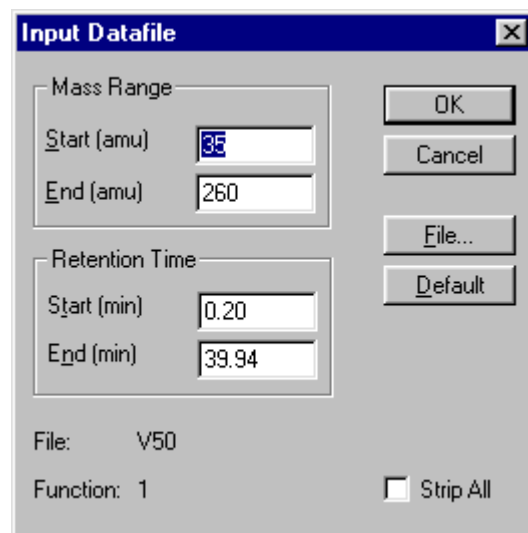 Input Datafile
Mass Range
Start (amu) 35
End (amu) 260
OK
Cancel
File...
Default
Retention Time
Start (min) 0.20
End (min) 39.94
File: V50
Function: 1
Strip All